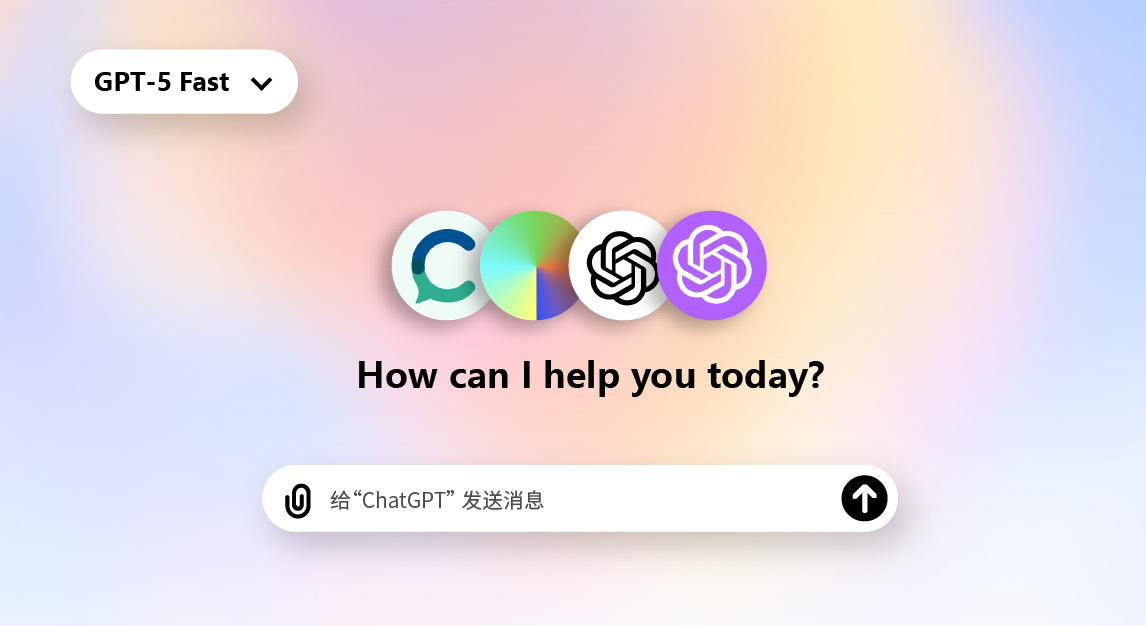 GPT-5 Fast
How can I help you today?
给“ChatGPT” 发送消息